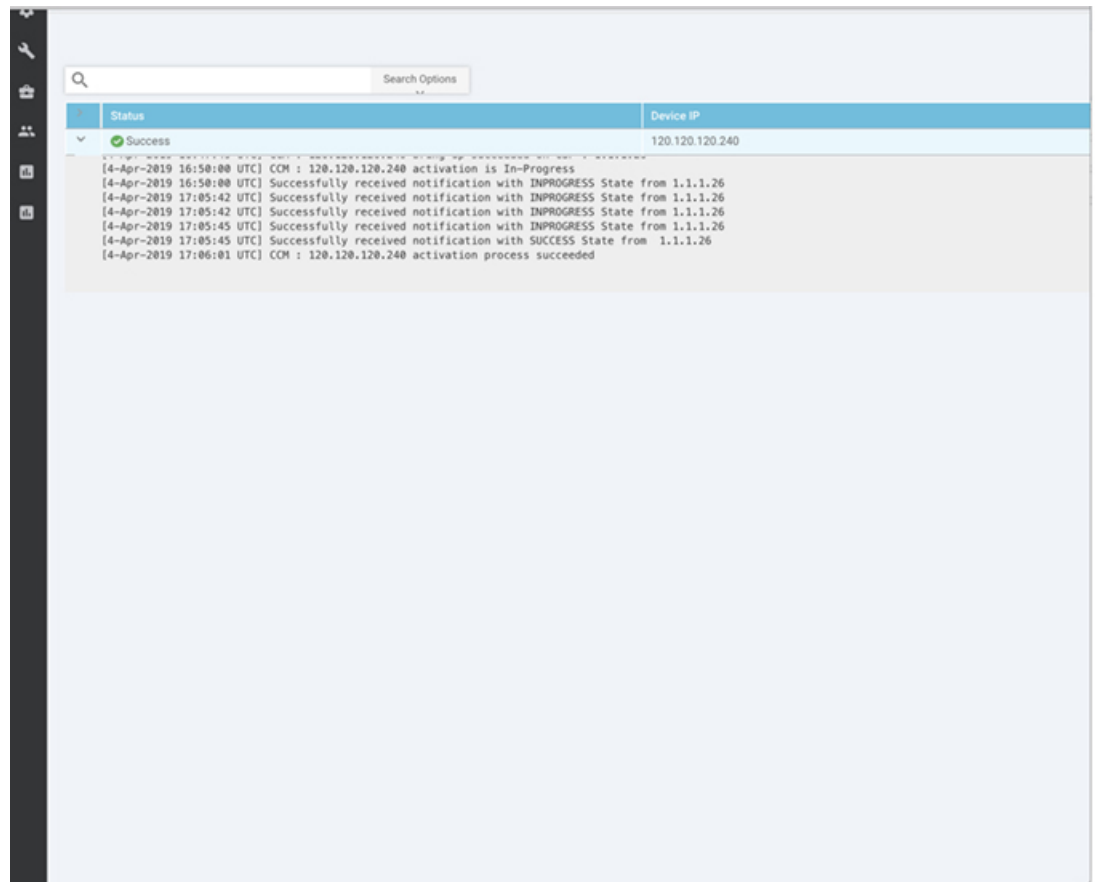 Search Options
Status Device IP
Success 120.120.120.240
[4-Apr-2019 16:50:00 UTC] CCM : 120.120.120.240 activation is In-Progress
[4-Apr-2019 16:50:00 UTC] Successfully received notification with INPROGRESS State from 1.1.1.26
[4-Apr-2019 17:05:42 UTC] Successfully received notification with INPROGRESS State from 1.1.1.26
[4-Apr-2019 17:05:42 UTC] Successfully received notification with INPROGRESS State from 1.1.1.26
[4-Apr-2019 17:05:45 UTC] Successfully received notification with INPROGRESS State from 1.1.1.26
[4-Apr-2019 17:05:45 UTC] Successfully received notification with SUCCESS State from 1.1.1.26
[4-Apr-2019 17:06:01 UTC] CCM : 120.120.120.240 activation process succeeded